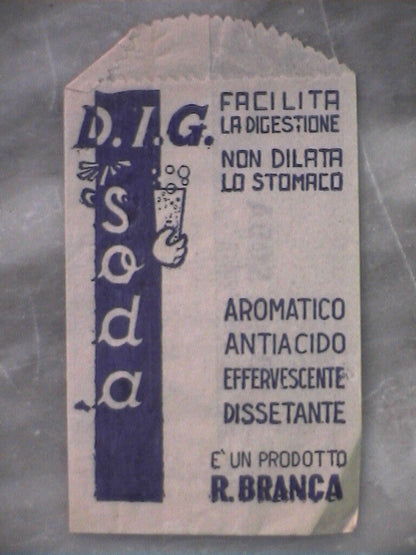 D.I.G.
Soda
FACILITA
LA DIGESTIONE
NON DILATA
LO STOMACO
AROMATICO
ANTIACIDO
EFFERVESCENTE
DISSETANTE
E' UN PRODOTTO
R. BRANCA